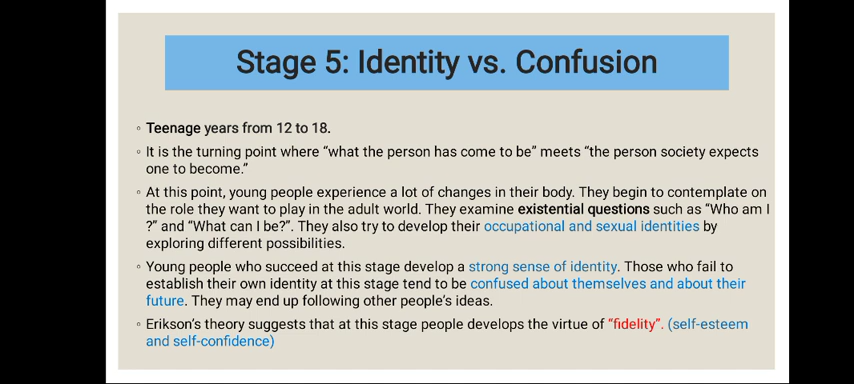 Stage 5: Identity vs. Confusion
◦ Teenage years from 12 to 18.
◦ It is the turning point where “what the person has come to be” meets “the person society expects
one to become.”
◦ At this point, young people experience a lot of changes in their body. They begin to contemplate on
the role they want to play in the adult world. They examine existential questions such as “Who am I
?” and “What can I be?”. They also try to develop their occupational and sexual identities by
exploring different possibilities.
◦ Young people who succeed at this stage develop a strong sense of identity. Those who fail to
establish their own identity at this stage tend to be confused about themselves and about their
future. They may end up following other people’s ideas.
◦ Erikson’s theory suggests that at this stage people develops the virtue of “fidelity”. (self-esteem
and self-confidence)